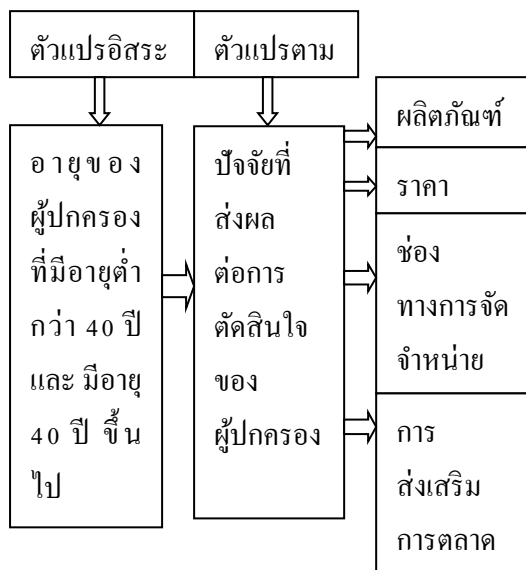 ตัวแปรอิสระ
ตัวแปรตาม
อายุของ
ผู้ปกครอง
ที่มีอายุต่ำ
กว่า 40 ปี
และ มีอายุ
40 ปี ขึ้น
ไป
ปัจจัยที่
ส่งผล
ต่อการ
ตัดสินใจ
ของ
ผู้ปกครอง
ผลิตภัณฑ์
ราคา
ช่อง
ทางการจัด
จำหน่าย
การ
ส่งเสริม
การตลาด